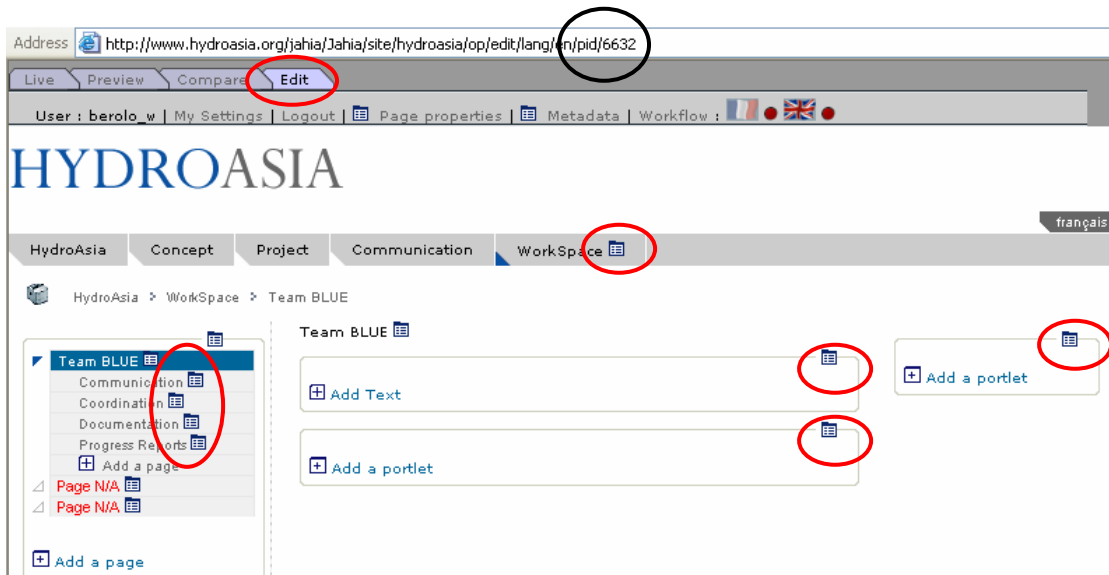 Address http://www.hydroasia.org/jahia/Jahia/site/hydroasia/op/edit/lang/en/pid/6632
Live Preview Compare Edit
User : berolo_w | My Settings | Logout | Page properties | Metadata | Workflow :
HYDROASIA
français
HydroAsia Concept Project Communication WorkSpace
HydroAsia > WorkSpace > Team BLUE
Team BLUE
Communication
Coordination
Documentation
Progress Reports
Add a page
Page N/A
Page N/A
Add a page
Team BLUE
Add Text
Add a portlet
Add a portlet